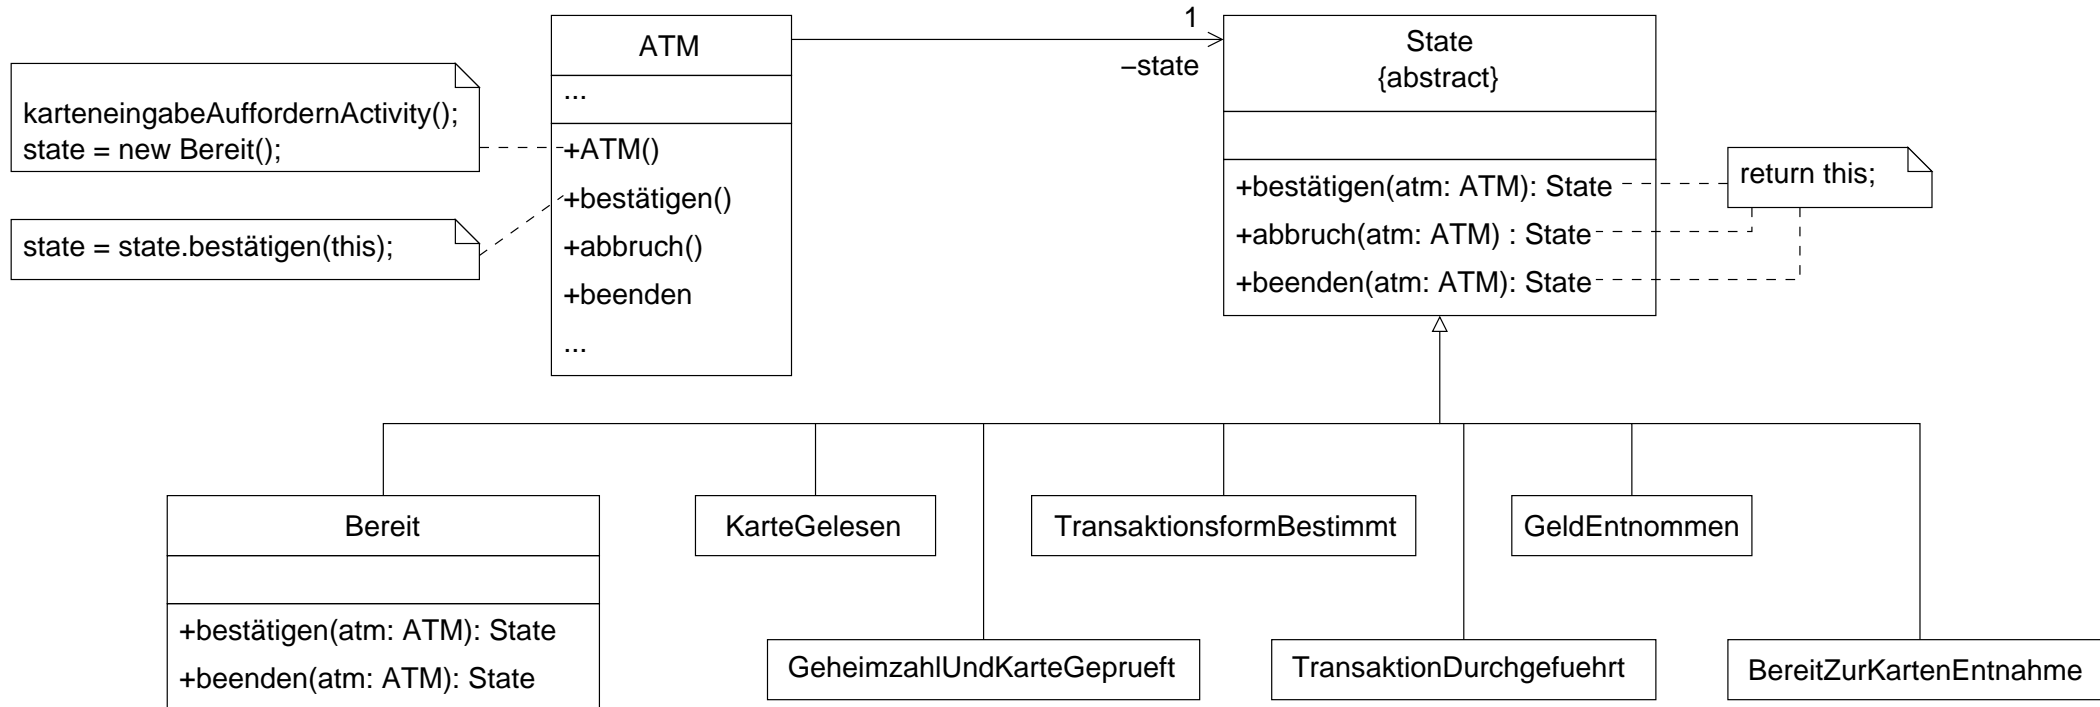 karteneingabeAuffordernActivity();
state = new Bereit();
state = state.bestätigen(this);
ATM
...
+ATM()
+bestätigen()
+abbruch()
+beenden
...
1
–state
State
{abstract}
+bestätigen(atm: ATM): State
+abbruch(atm: ATM) : State
+beenden(atm: ATM): State
return this;
Bereit
+bestätigen(atm: ATM): State
+beenden(atm: ATM): State
KarteGelesen
TransaktionsformBestimmt
GeldEntnommen
GeheimzahlUndKarteGeprueft
TransaktionDurchgefuehrt
BereitZurKartenEntnahme